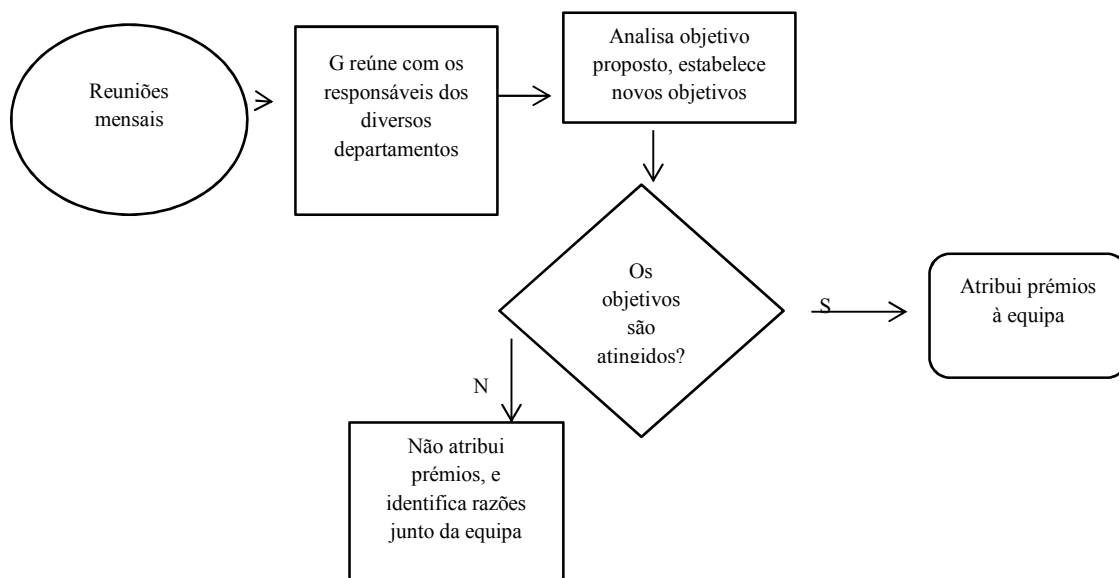 Reuniões
mensais
G reúne com os
responsáveis dos
diversos
departamentos
Analisa objetivo
proposto, estabelece
novos objetivos
Os
objetivos
são
atingidos?
S
Atribui prémios
à equipa
N
Não atribui
prémios, e
identifica razões
junto da equipa